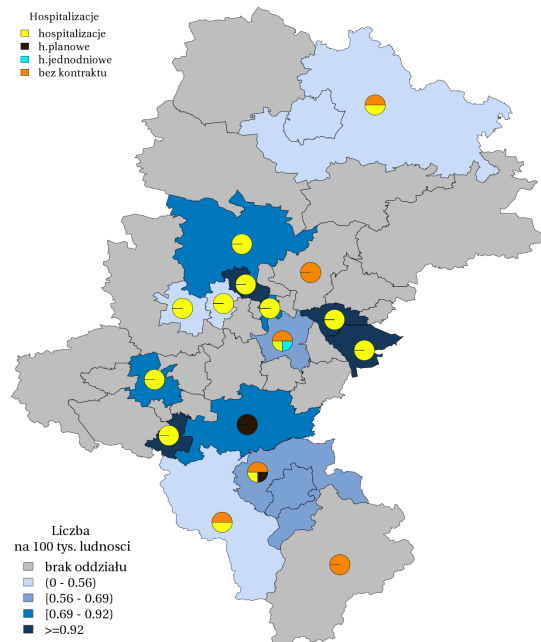 Hospitalizacje
hospitalizacje
h.planowe
h.jednodniowe
bez kontraktu
Liczba
na 100 tys. ludnosci
brak oddziału
(0 - 0.56)
[0.56 - 0.69)
[0.69 - 0.92)
>=0.92